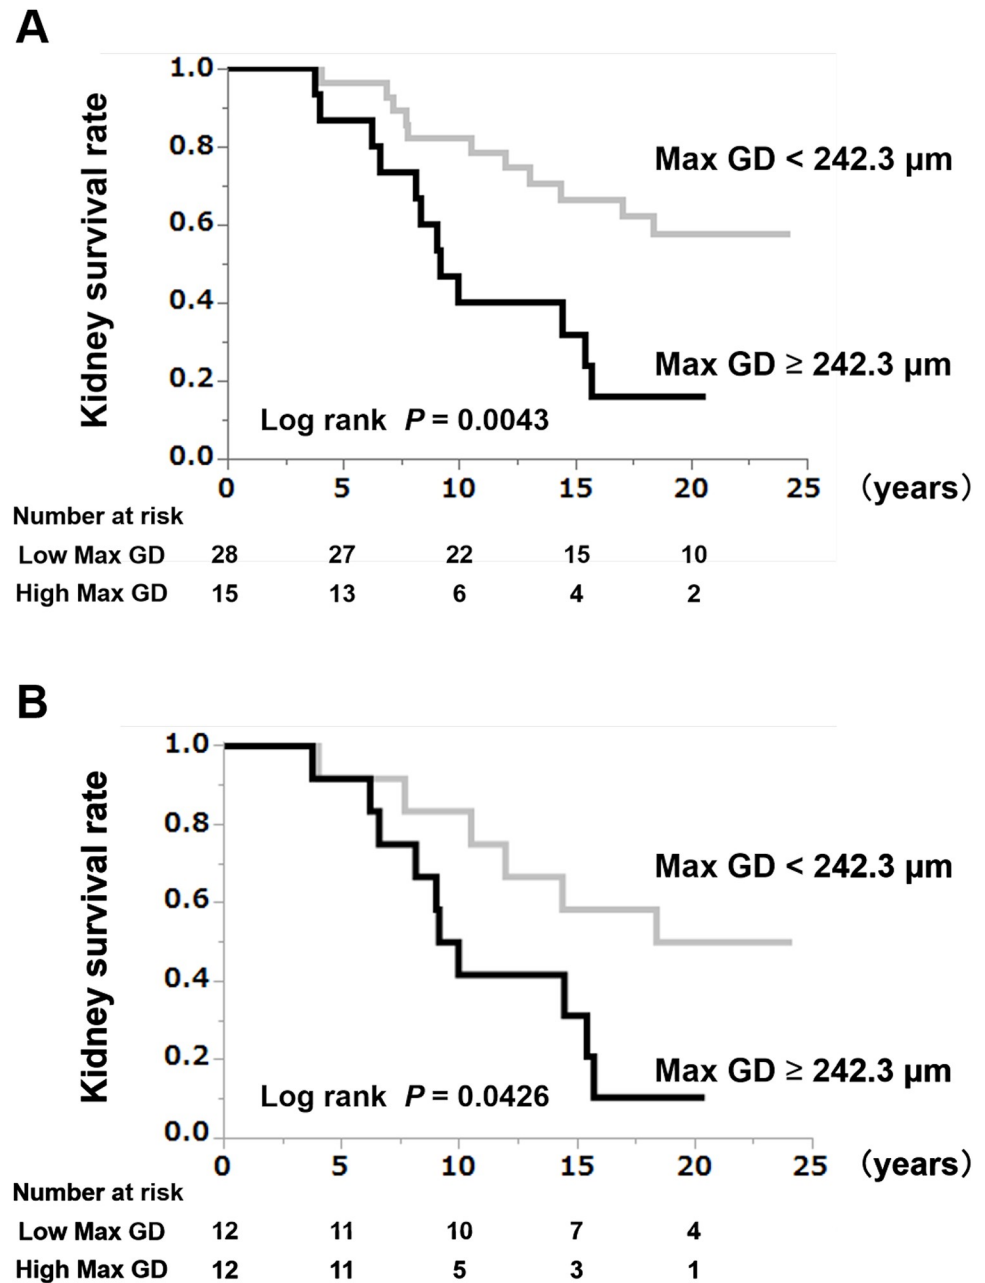 A
Kidney survival rate
1.0
0.8
0.6
0.4
0.2
0.0
Max GD < 242.3 µm
Max GD ≥ 242.3 µm
Log rank P = 0.0043
0 5 10 15 20 25 (years)
Number at risk
Low Max GD 28 27 22 15 10
High Max GD 15 13 6 4 2
B
Kidney survival rate
1.0
0.8
0.6
0.4
0.2
0.0
Max GD < 242.3 µm
Max GD ≥ 242.3 µm
Log rank P = 0.0426
0 5 10 15 20 25 (years)
Number at risk
Low Max GD 12 11 10 7 4
High Max GD 12 11 5 3 1